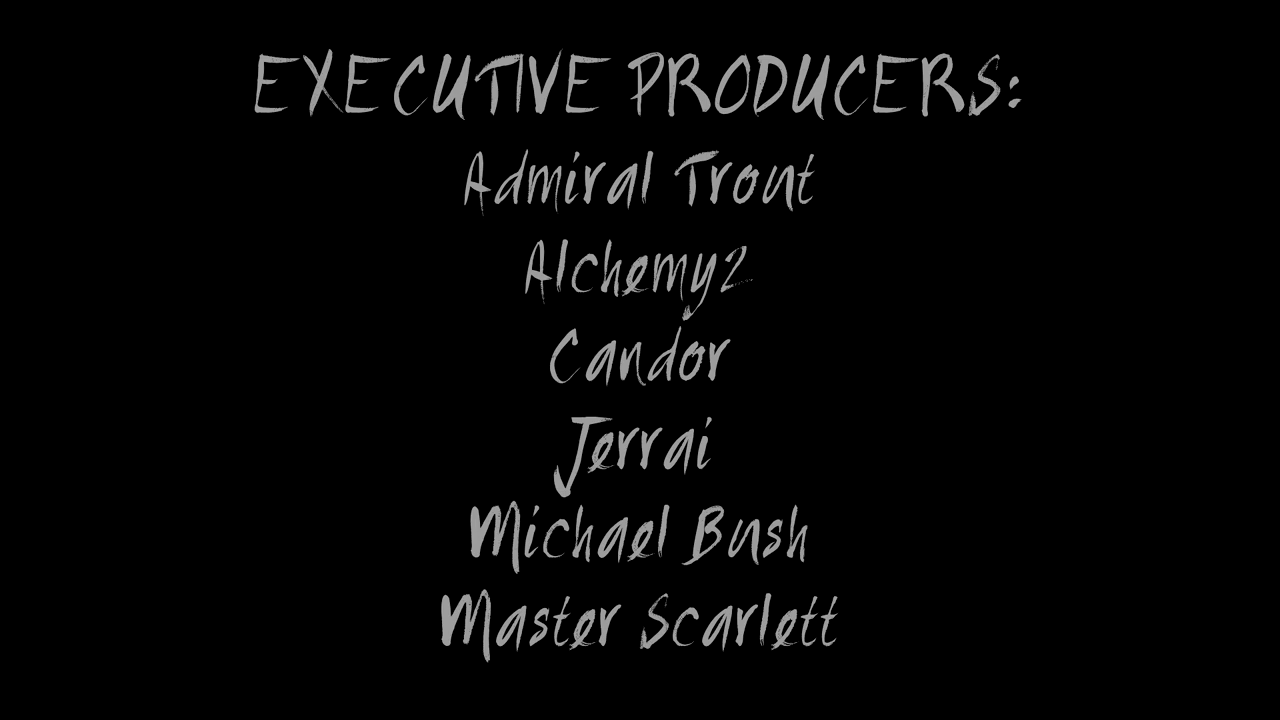 EXECUTIVE PRODUCERS:
Admiral Trout
Alchemy2
Candor
Jerrai
Michael Bush
Master Scarlett